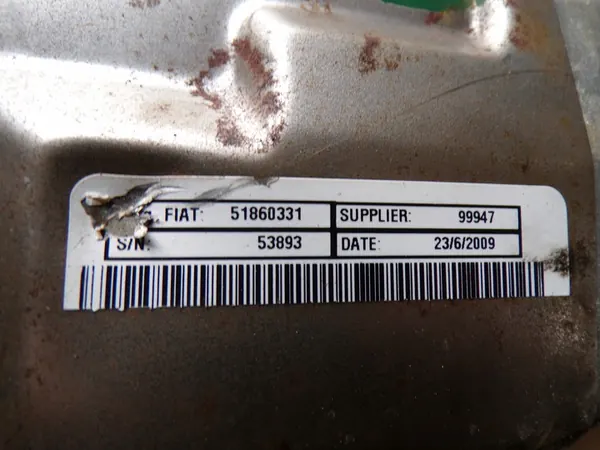 FIAT: 51860331 SUPPLIER: 99947
S/N: 53893 DATE: 23/6/2009